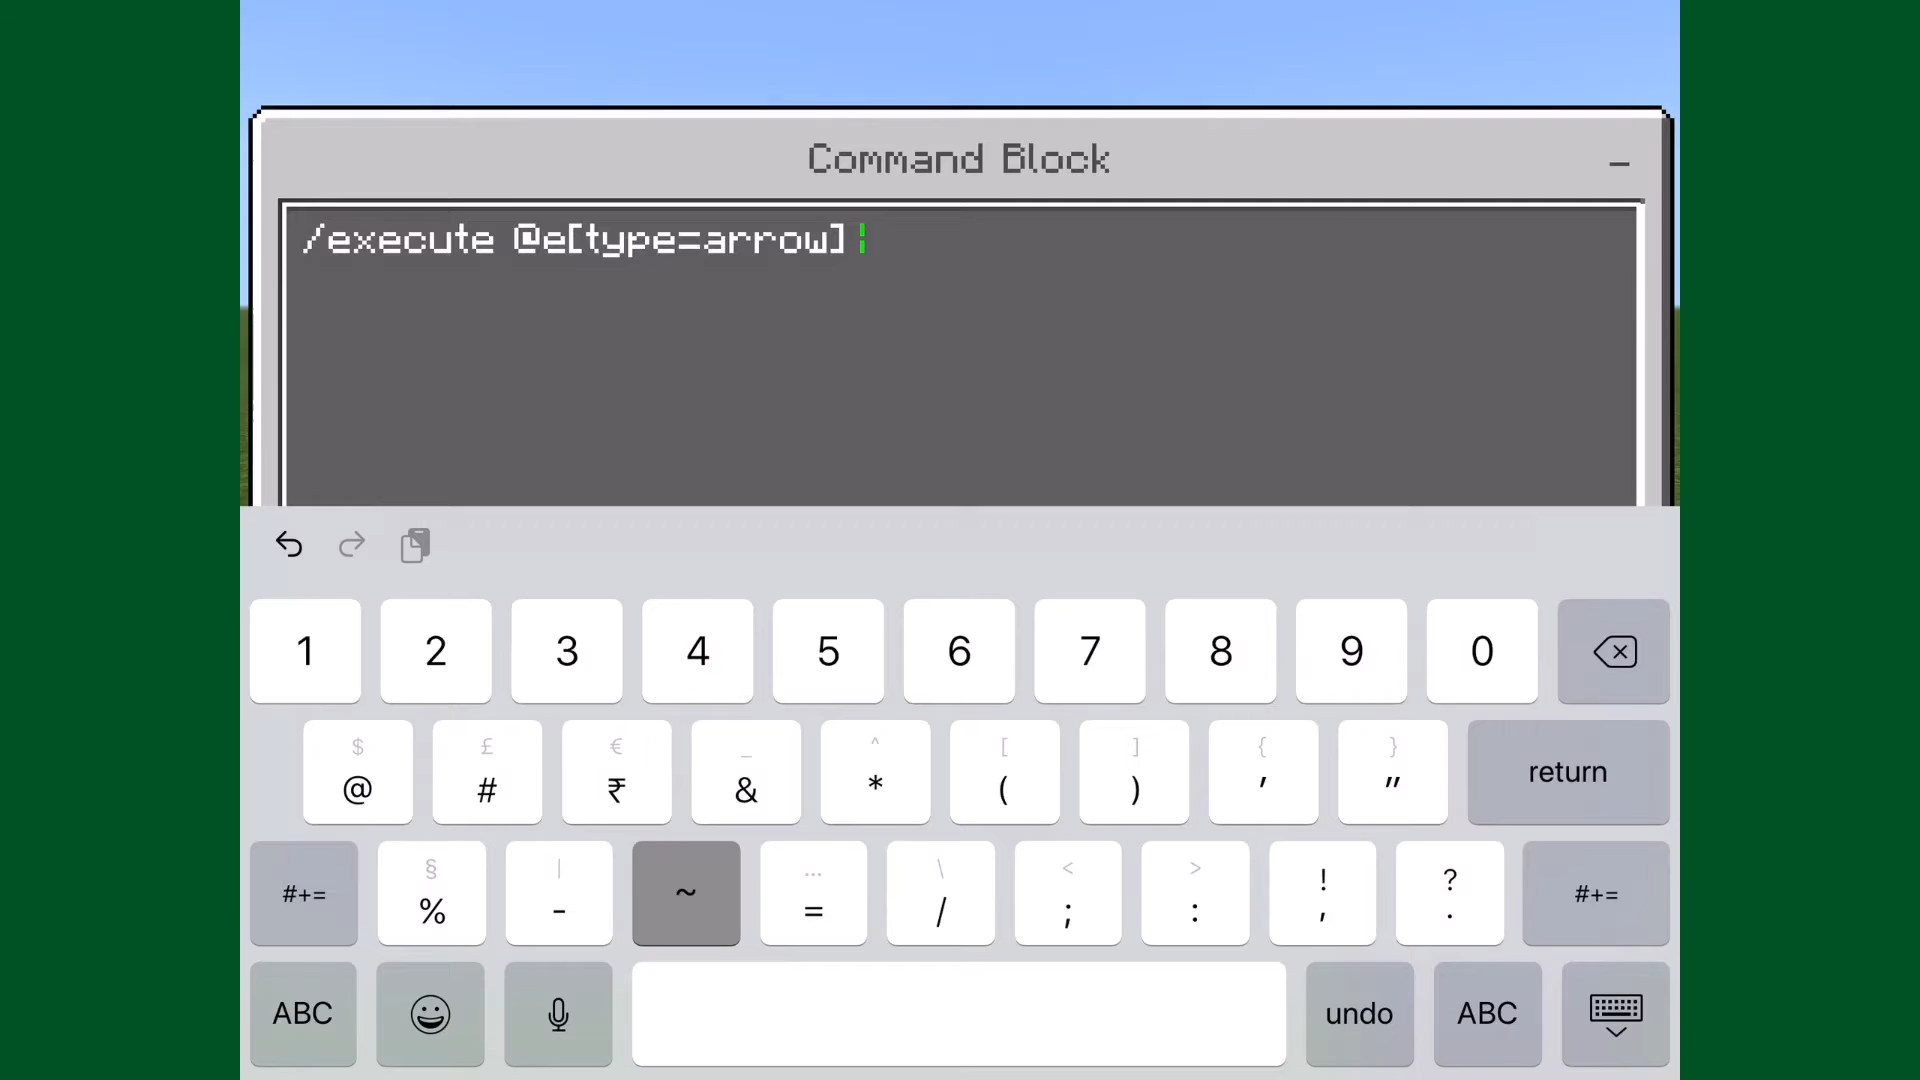 Command Block
/execute @e[type=arrow]
1 2 3 4 5 6 7 8 9 0
$ £ € _ ^ [ ] { }
@ # ₹ & * ( ) ' " return
§ | ... \ < > ! ?
#+= % - ~ = / ; : , . #+=
ABC undo ABC